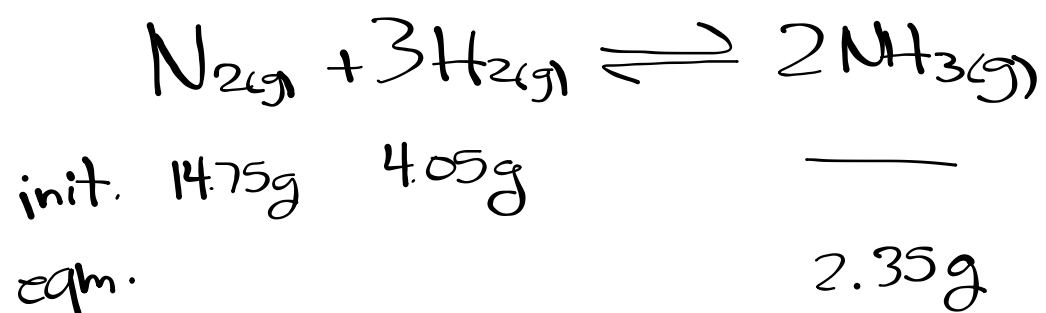 N₂(g) + 3H₂(g) ⇌ 2NH₃(g)
init. 14.75g 4.05g —
eqm. 2.35g